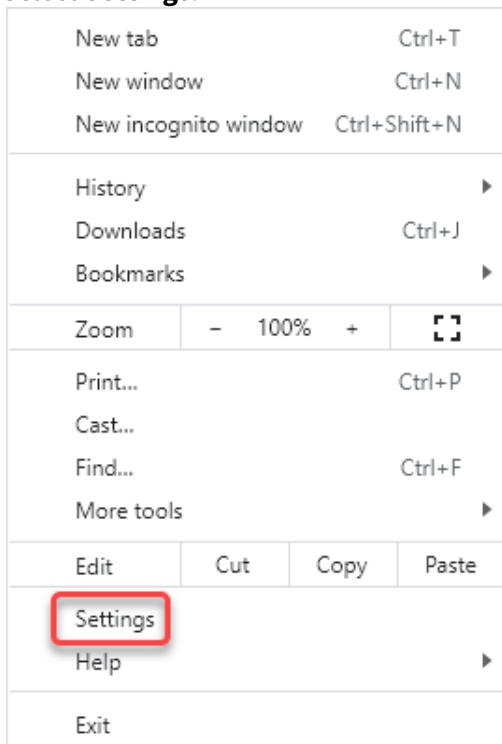 New tab Ctrl+T
New window Ctrl+N
New incognito window Ctrl+Shift+N
History
Downloads Ctrl+J
Bookmarks
Zoom - 100% +
Print... Ctrl+P
Cast...
Find... Ctrl+F
More tools
Edit Cut Copy Paste
Settings
Help
Exit